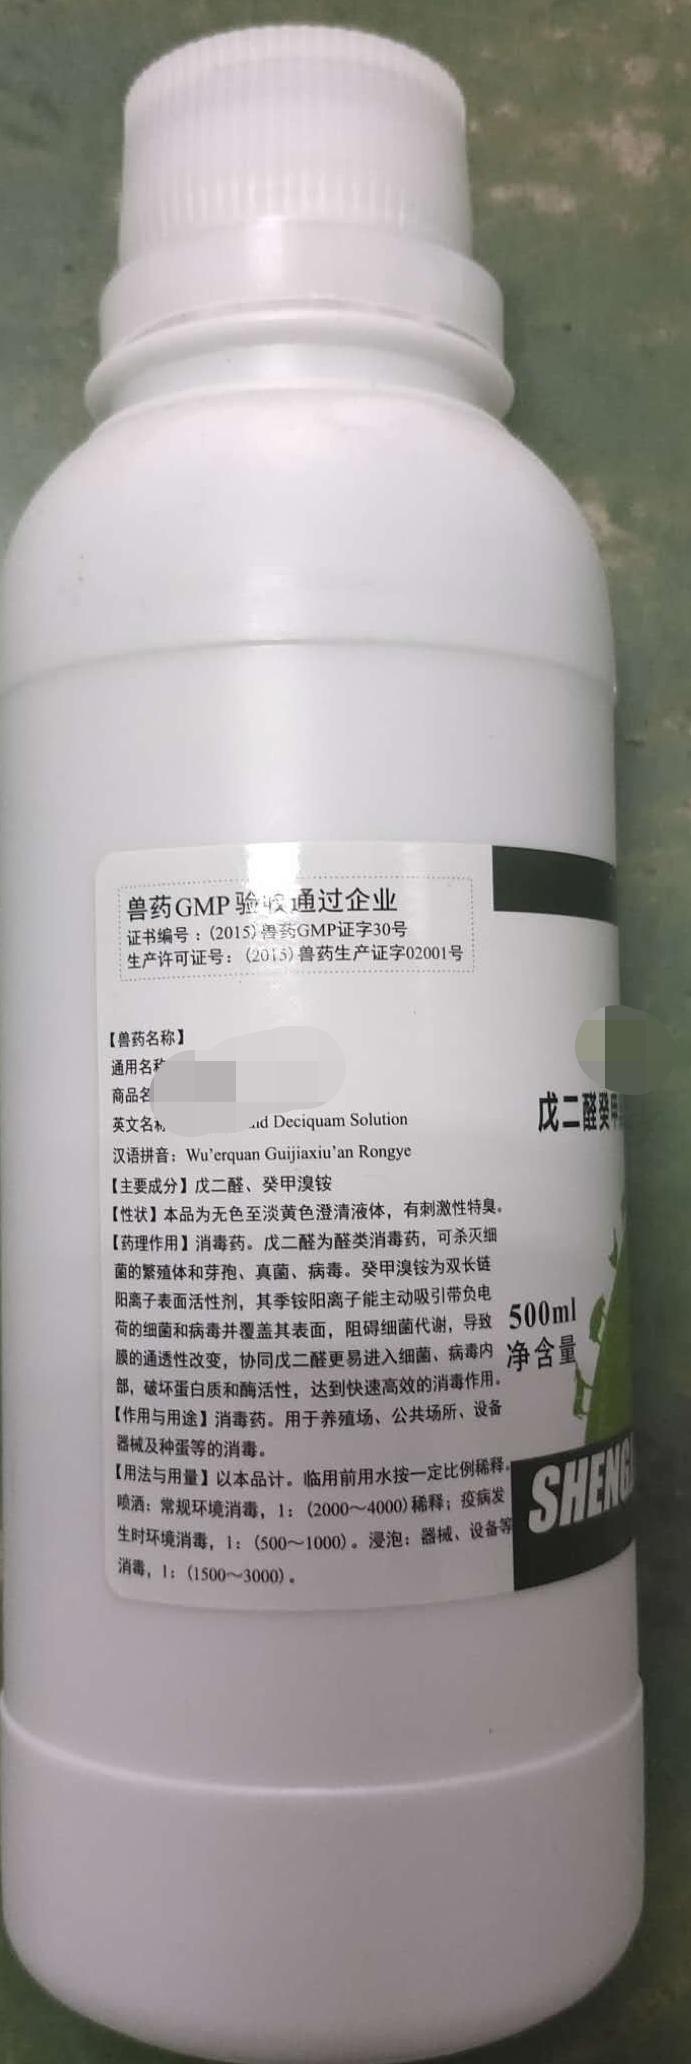 兽药GMP验收通过企业
证书编号：(2015)兽药GMP证字30号
生产许可证号：(2015)兽药生产证字02001号
【兽药名称】
通用名称
商品名
英文名称 nd Deciquam Solution
汉语拼音：Wu'erquan Guijiaxiu'an Rongye
【主要成分】戊二醛、癸甲溴铵
【性状】本品为无色至淡黄色澄清液体，有刺激性特臭。
【药理作用】消毒药。戊二醛为醛类消毒药，可杀灭细
菌的繁殖体和芽孢、真菌、病毒。癸甲溴铵为双长链
阳离子表面活性剂，其季铵阳离子能主动吸引带负电
荷的细菌和病毒并覆盖其表面，阻碍细菌代谢，导致
膜的通透性改变，协同戊二醛更易进入细菌、病毒内
部，破坏蛋白质和酶活性，达到快速高效的消毒作用。
【作用与用途】消毒药。用于养殖场、公共场所、设备
器械及种蛋等的消毒。
【用法与用量】以本品计。临用前用水按一定比例稀释。
喷洒：常规环境消毒，1：(2000～4000)稀释；疫病发
生时环境消毒，1：(500～1000)。浸泡：器械、设备等
消毒，1：(1500～3000)。
戊二醛癸甲
500ml
净含量
SHENG